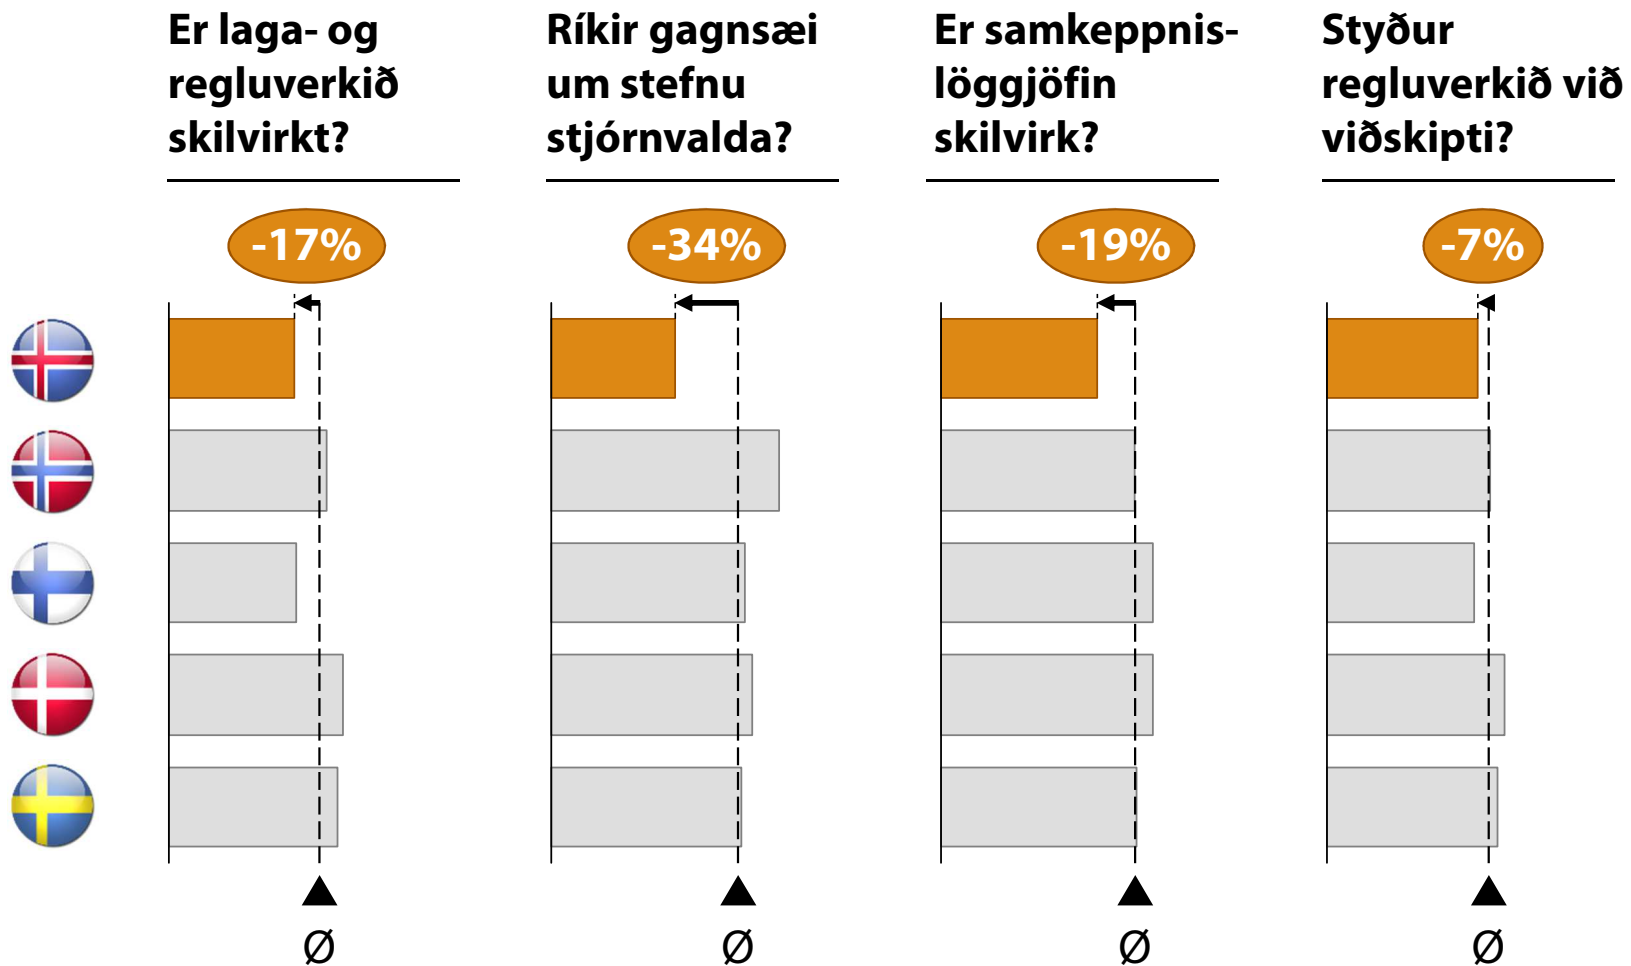 Er laga- og
regluverkið
skilvirkt?
Ríkir gagnsæi
um stefnu
stjórnvalda?
Er samkeppnis-
löggjöfin
skilvirk?
Styður
regluverkið við
viðskipti?
-17%
-34%
-19%
-7%
Ø
Ø
Ø
Ø